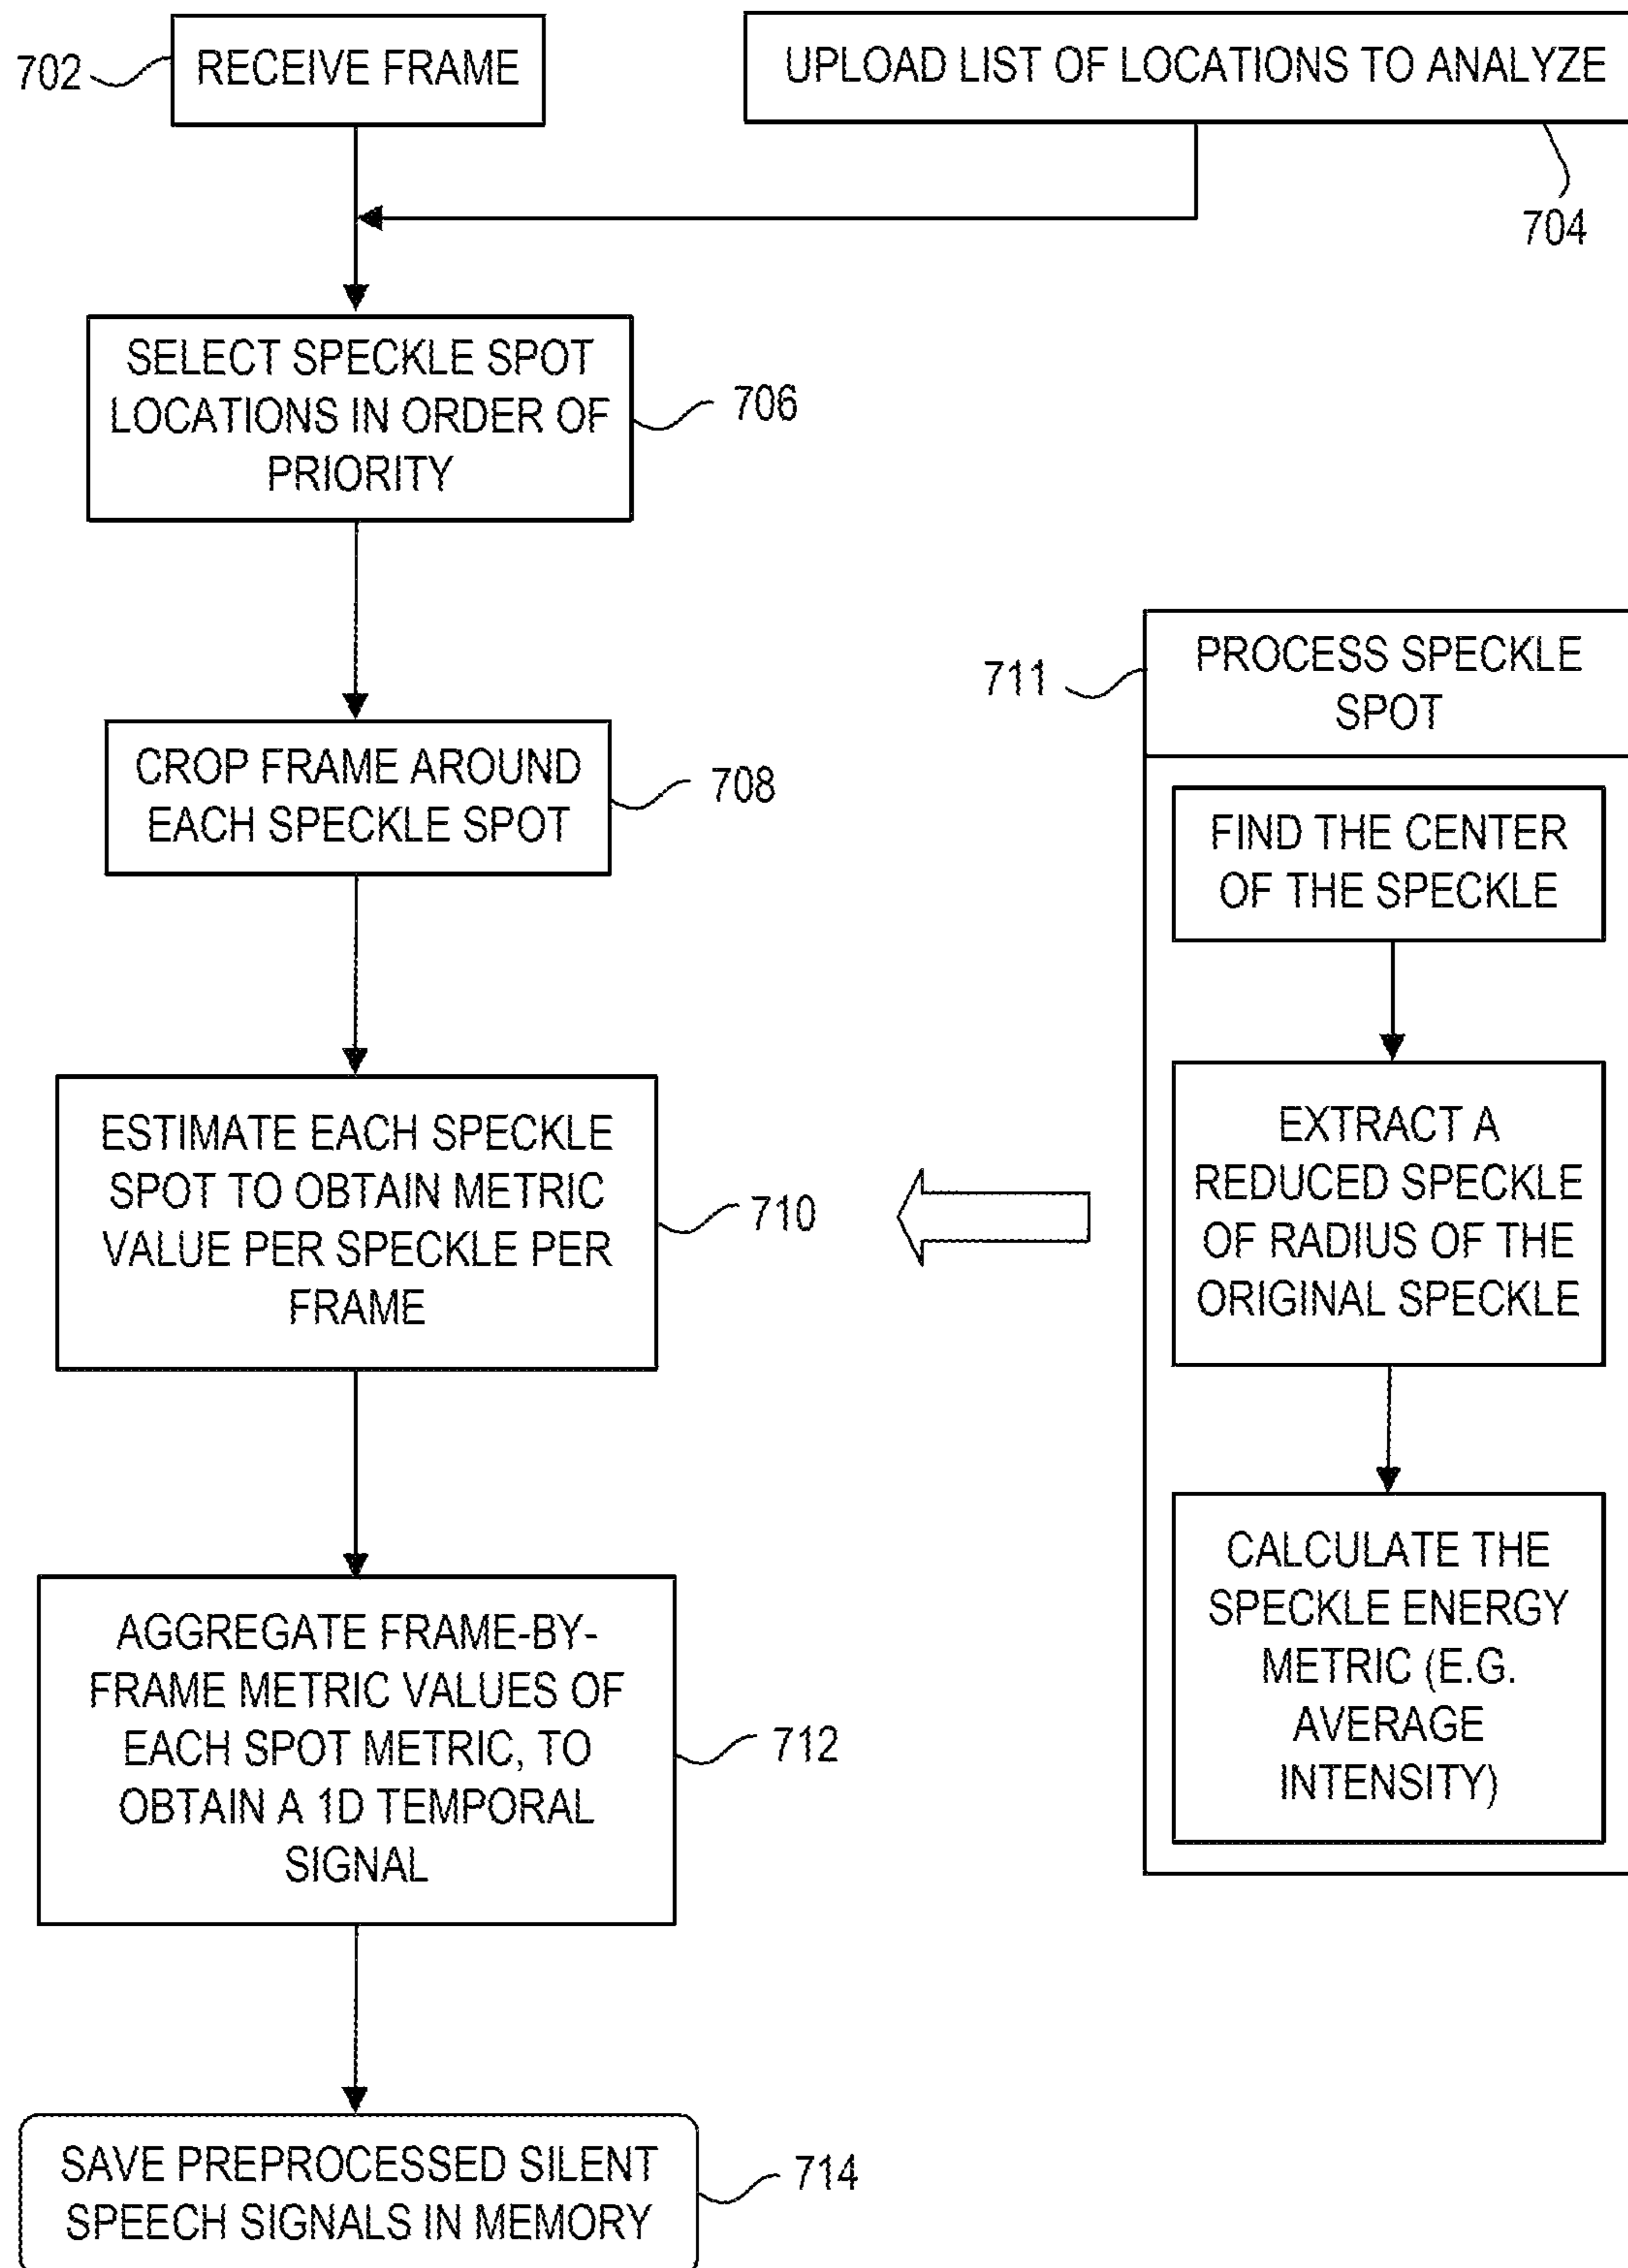 702
RECEIVE FRAME
UPLOAD LIST OF LOCATIONS TO ANALYZE
704
SELECT SPECKLE SPOT
LOCATIONS IN ORDER OF
PRIORITY
706
CROP FRAME AROUND
EACH SPECKLE SPOT
708
ESTIMATE EACH SPECKLE
SPOT TO OBTAIN METRIC
VALUE PER SPECKLE PER
FRAME
710
711
PROCESS SPECKLE
SPOT
FIND THE CENTER
OF THE SPECKLE
EXTRACT A
REDUCED SPECKLE
OF RADIUS OF THE
ORIGINAL SPECKLE
CALCULATE THE
SPECKLE ENERGY
METRIC (E.G.
AVERAGE
INTENSITY)
AGGREGATE FRAME-BY-
FRAME METRIC VALUES OF
EACH SPOT METRIC, TO
OBTAIN A 1D TEMPORAL
SIGNAL
712
SAVE PREPROCESSED SILENT
SPEECH SIGNALS IN MEMORY
714